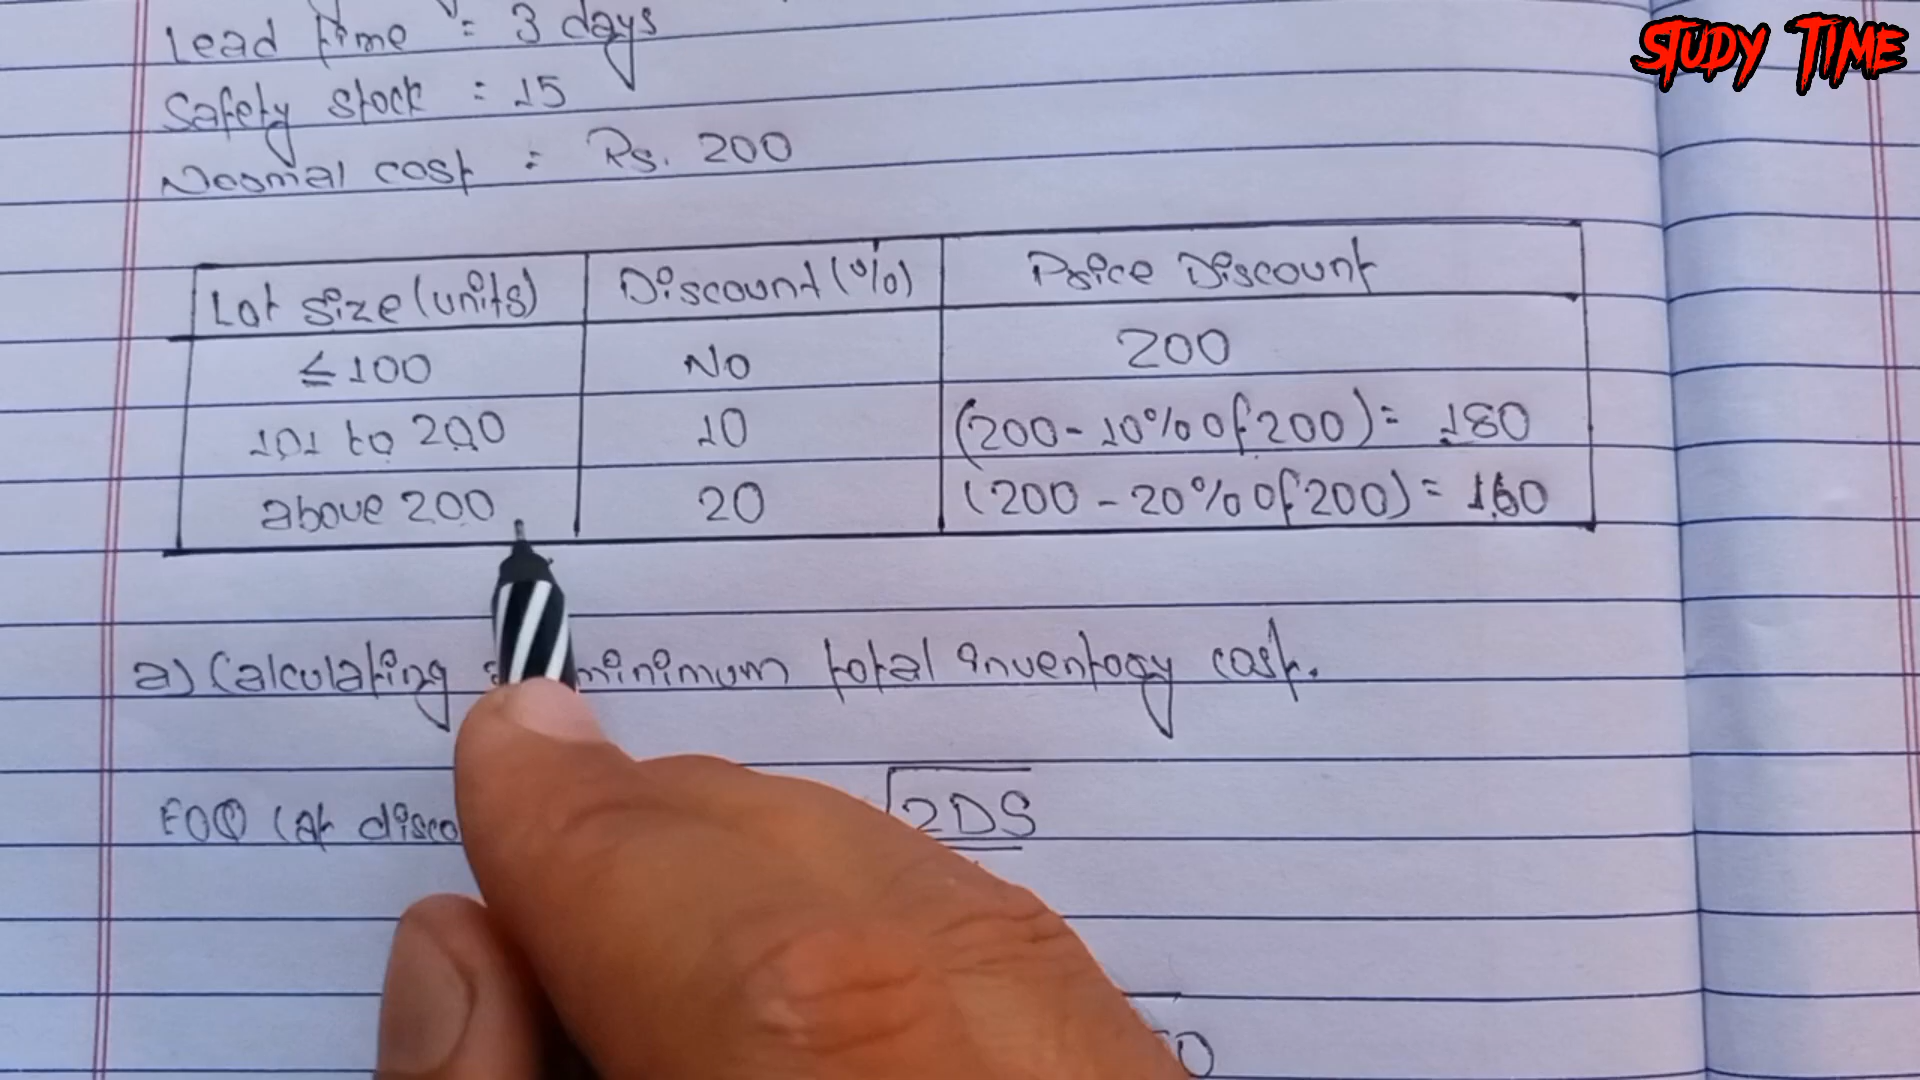 STUDY TIME
Lead time : 3 days
Safety stock : 15
Normal cost : Rs. 200
Lot size (units) Discount (%) Price Discount
≤ 100 No 200
101 to 200 10 (200 - 10% Of 200) = 180
above 200 20 (200 - 20% Of 200) = 160
a) Calculating minimum total inventory cost.
EOQ (At √2DS